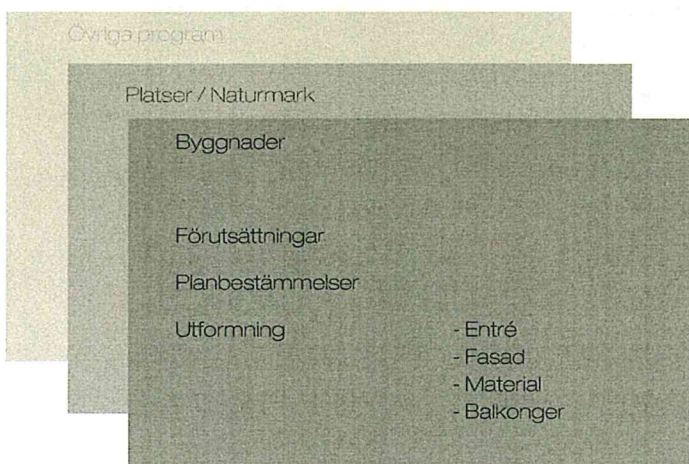 Övriga program
Platser / Naturmark
Byggnader
Förutsättningar
Planbestämmelser
Utformning - Entré
- Fasad
- Material
- Balkonger